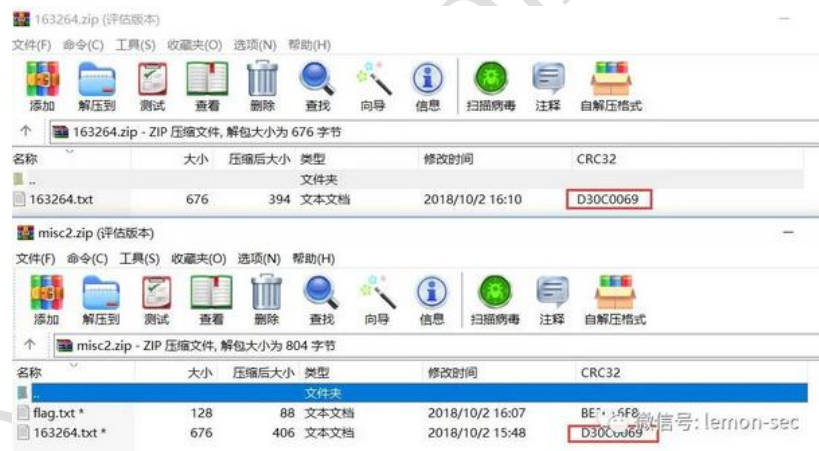 163264.zip (评估版本)
文件(F) 命令(C) 工具(S) 收藏夹(O) 选项(N) 帮助(H)
添加 解压到 测试 查看 删除 查找 向导 信息 扫描病毒 注释 自解压格式
163264.zip - ZIP 压缩文件, 解包大小为 676 字节
名称 大小 压缩后大小 类型 修改时间 CRC32
.. 文件夹
163264.txt 676 394 文本文档 2018/10/2 16:10 D30C0069
misc2.zip (评估版本)
文件(F) 命令(C) 工具(S) 收藏夹(O) 选项(N) 帮助(H)
添加 解压到 测试 查看 删除 查找 向导 信息 扫描病毒 注释 自解压格式
misc2.zip - ZIP 压缩文件, 解包大小为 804 字节
名称 大小 压缩后大小 类型 修改时间 CRC32
.. 文件夹
flag.txt * 128 88 文本文档 2018/10/2 16:07
微信号: lemon-sec
163264.txt * 676 406 文本文档 2018/10/2 15:48 D30C0069